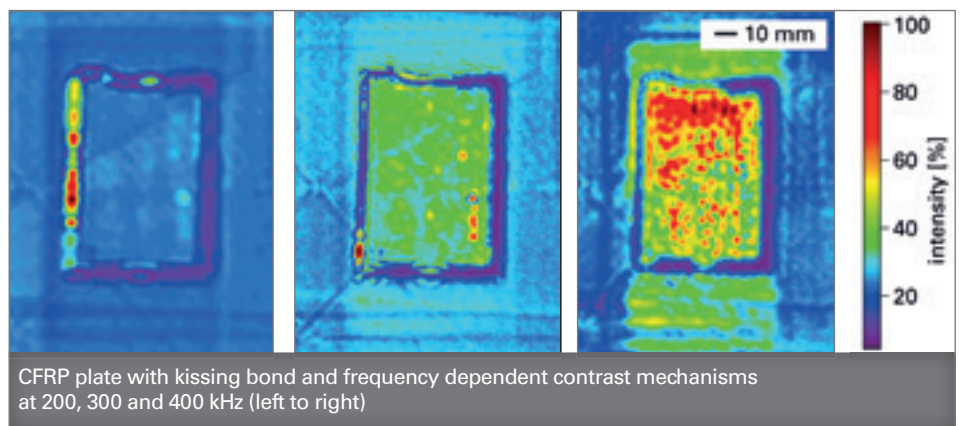 10 mm
100
80
60
40
20
intensity [%]
CFRP plate with kissing bond and frequency dependent contrast mechanisms
at 200, 300 and 400 kHz (left to right)